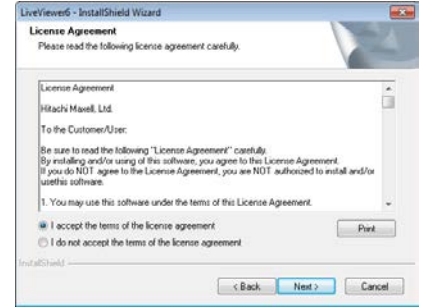 LiveViewer6 - InstallShield Wizard
License Agreement
Please read the following license agreement carefully.
License Agreement
Hitachi Maxell, Ltd.
To the Customer/User:
Be sure to read the following "License Agreement" carefully.
By installing and/or using of this software, you agree to this License Agreement.
If you do NOT agree to the License Agreement, you are NOT authorized to install and/or
usethis software.
1. You may use this software under the terms of this License Agreement.
I accept the terms of the license agreement
Print
I do not accept the terms of the license agreement
InstallShield
< Back
Next >
Cancel